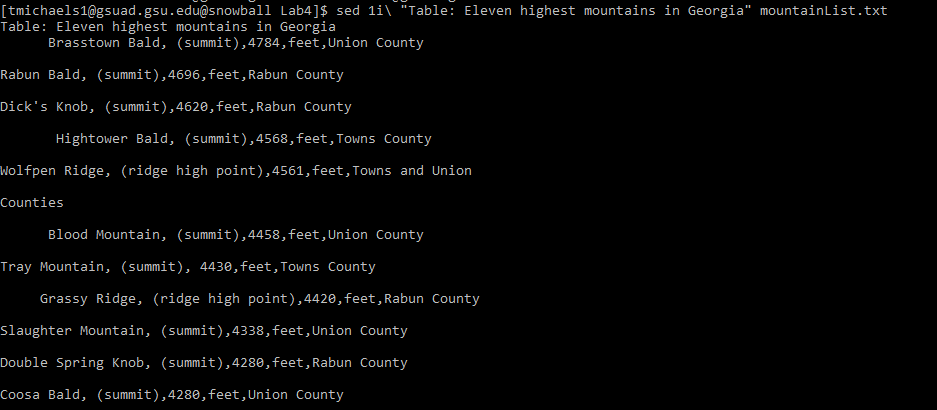 [tmichaels1@gsuad.gsu.edu@snowball Lab4]$ sed 1i\ "Table: Eleven highest mountains in Georgia" mountainList.txt
Table: Eleven highest mountains in Georgia
      Brasstown Bald, (summit),4784,feet,Union County
Rabun Bald, (summit),4696,feet,Rabun County
Dick's Knob, (summit),4620,feet,Rabun County
       Hightower Bald, (summit),4568,feet,Towns County
Wolfpen Ridge, (ridge high point),4561,feet,Towns and Union
Counties
      Blood Mountain, (summit),4458,feet,Union County
Tray Mountain, (summit), 4430,feet,Towns County
     Grassy Ridge, (ridge high point),4420,feet,Rabun County
Slaughter Mountain, (summit),4338,feet,Union County
Double Spring Knob, (summit),4280,feet,Rabun County
Coosa Bald, (summit),4280,feet,Union County